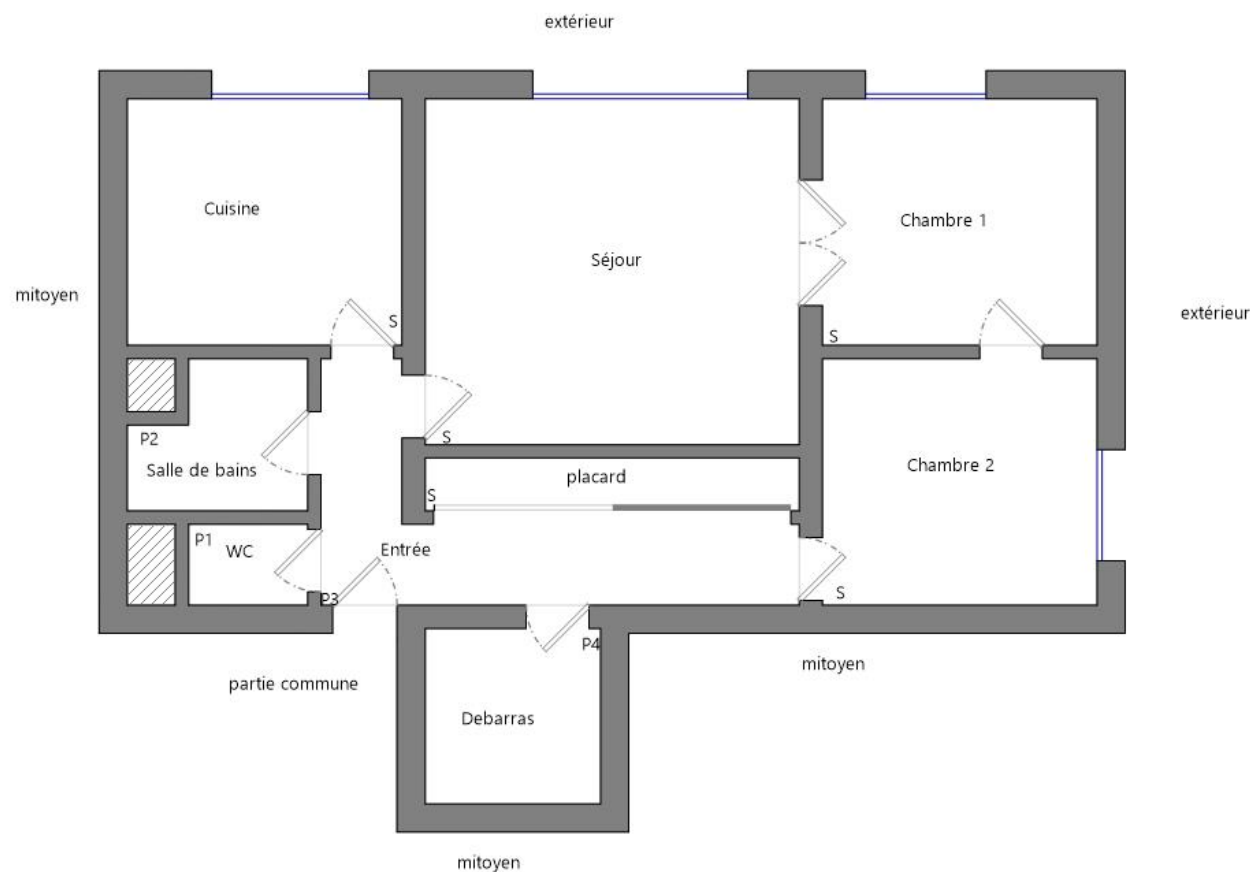 extérieur
Cuisine
Chambre 1
Séjour
mitoyen
extérieur
S
S
P2
S
Salle de bains
Chambre 2
placard
S
P1
WC
Entrée
P3
S
P4
mitoyen
partie commune
Debarras
mitoyen